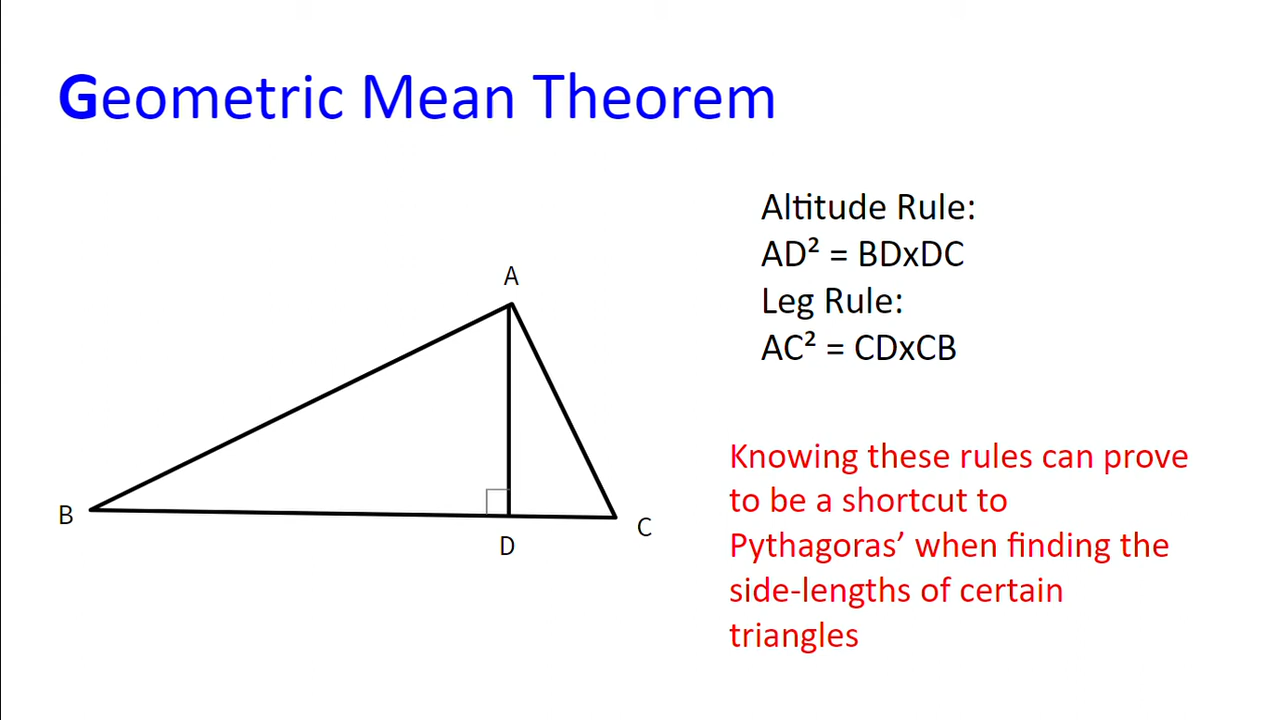 Geometric Mean Theorem
Altitude Rule:
AD² = BDxDC
Leg Rule:
AC² = CDxCB
A
B
D
C
Knowing these rules can prove
to be a shortcut to
Pythagoras’ when finding the
side-lengths of certain
triangles